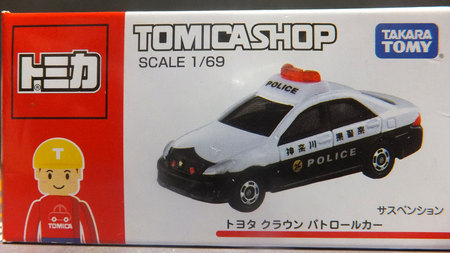 トミカ
TOMICASHOP
SCALE 1/69
TAKARA
TOMY
POLICE
神奈川県警察
POLICE
T
TOMICA
サスペンション
トヨタ クラウン パトロールカー